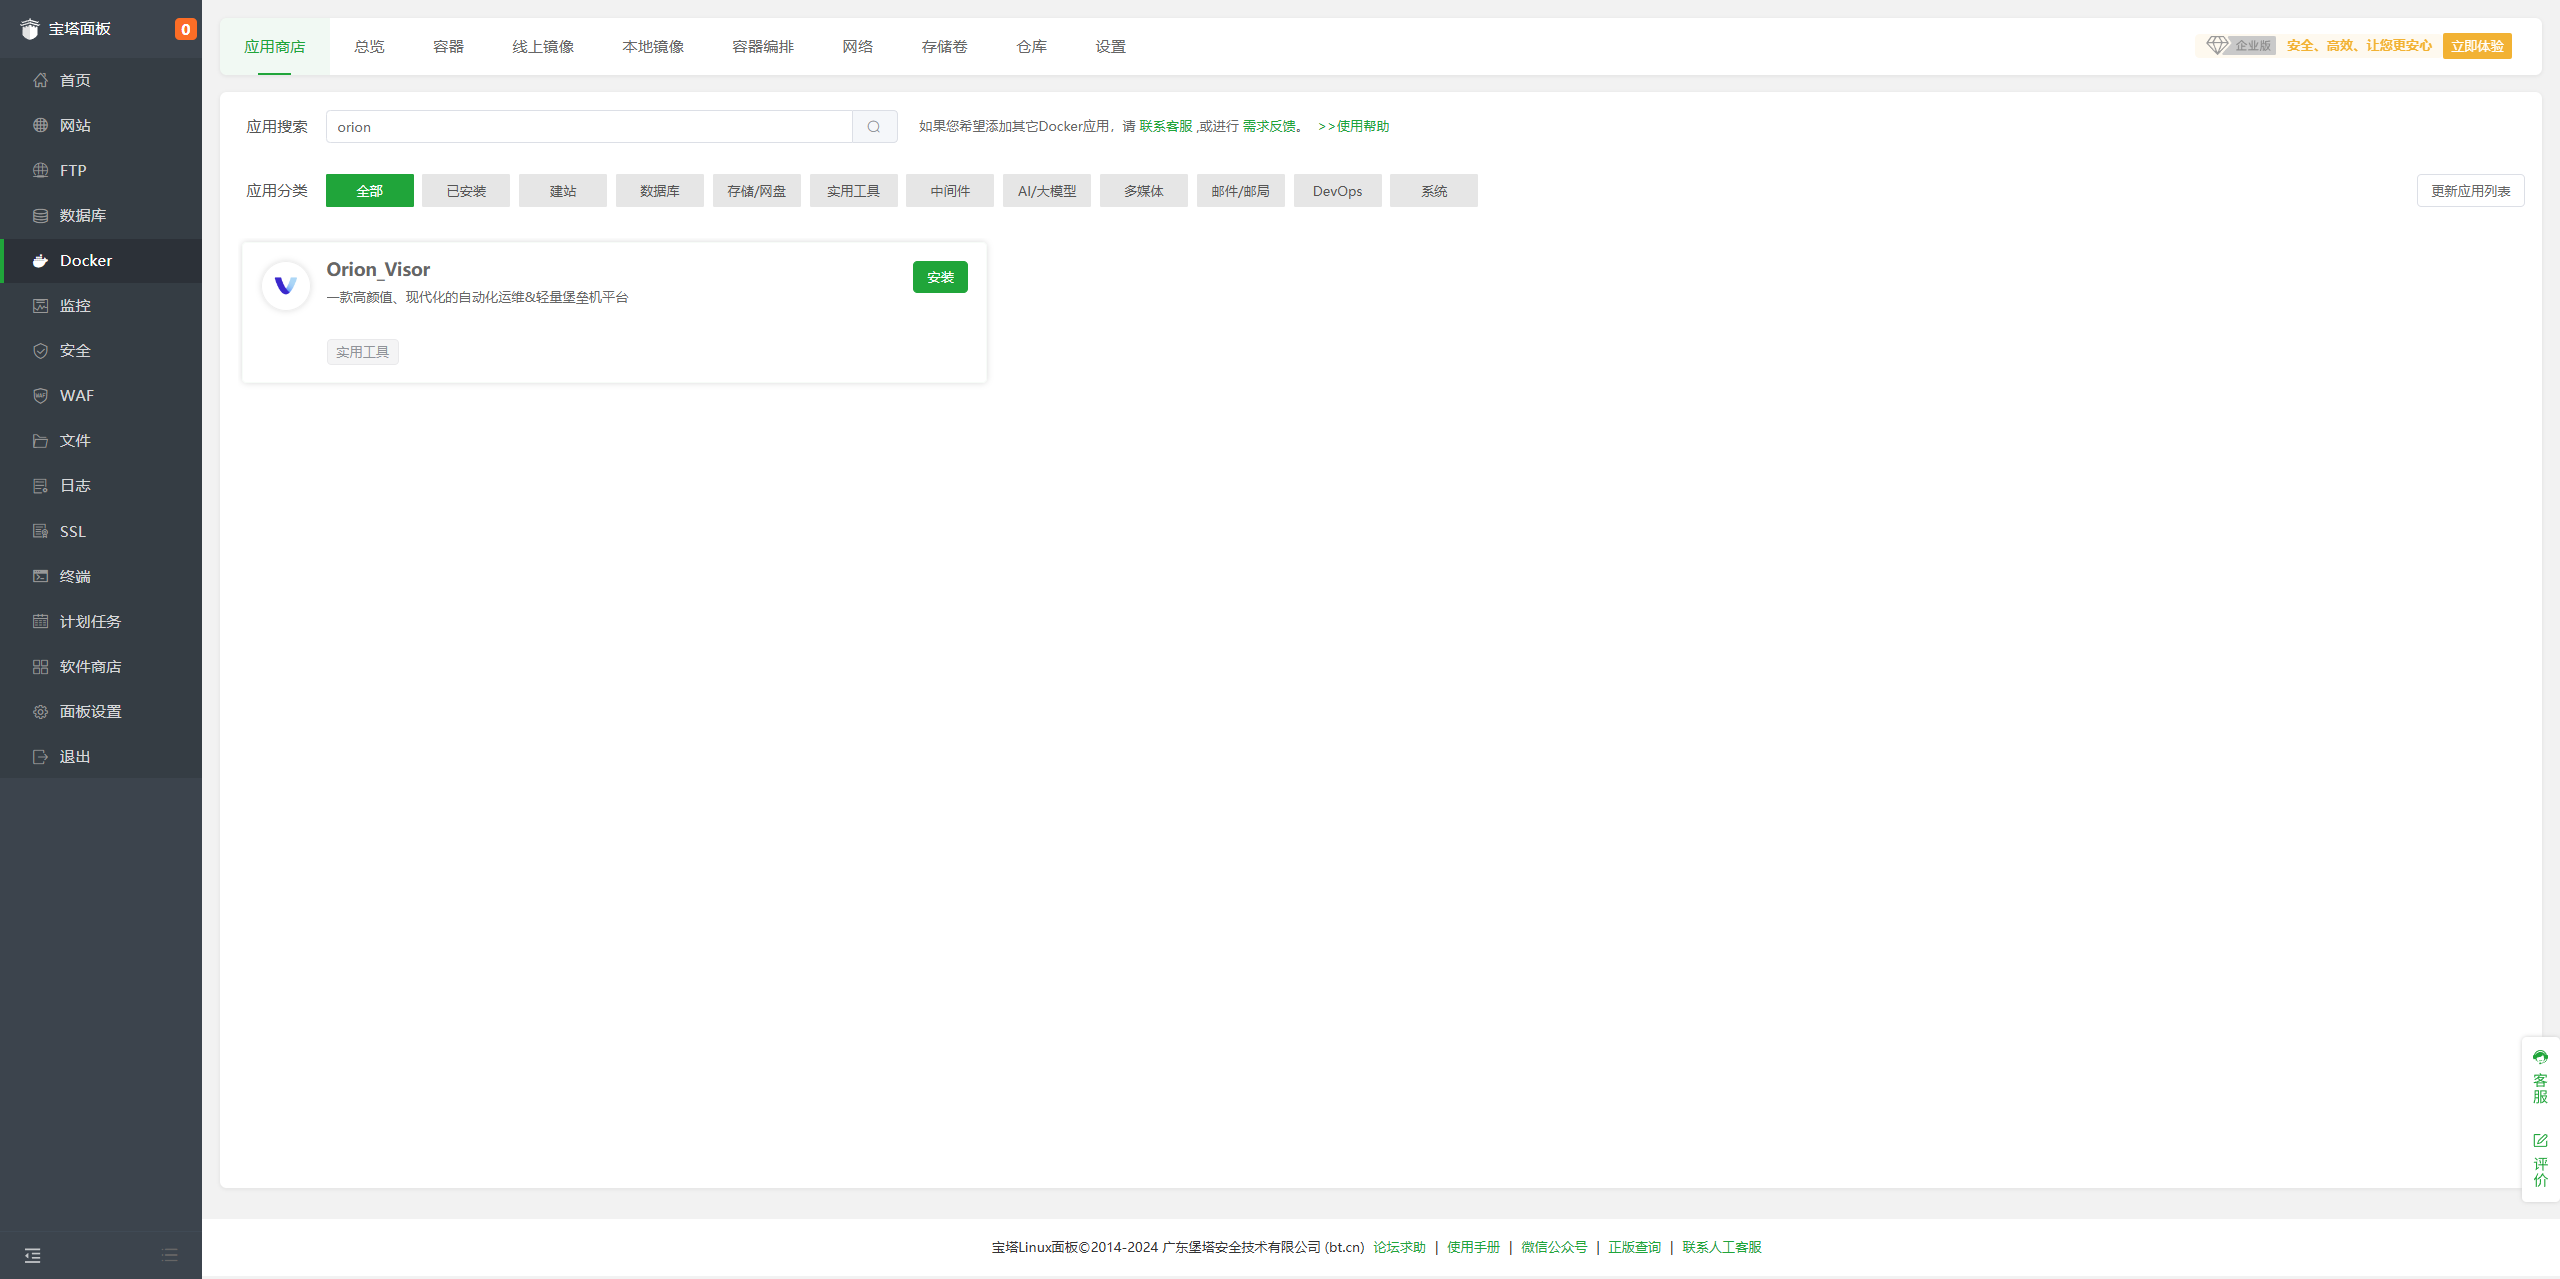 宝塔面板
0
首页
网站
FTP
数据库
Docker
监控
安全
WAF
文件
日志
SSL
终端
计划任务
软件商店
面板设置
退出
应用商店 总览 容器 线上镜像 本地镜像 容器编排 网络 存储卷 仓库 设置
企业版 安全、高效、让您更安心 立即体验
应用搜索 orion 如果您希望添加其它Docker应用，请 联系客服 ,或进行 需求反馈。 >>使用帮助
应用分类 全部 已安装 建站 数据库 存储/网盘 实用工具 中间件 AI/大模型 多媒体 邮件/邮局 DevOps 系统 更新应用列表
Orion_Visor
一款高颜值、现代化的自动化运维&轻量堡垒机平台
安装
实用工具
客服
评价
宝塔Linux面板©2014-2024 广东堡塔安全技术有限公司 (bt.cn) 论坛求助 | 使用手册 | 微信公众号 | 正版查询 | 联系人工客服